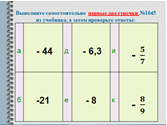 Выполните самостоятельно первые две строчки №1045
из учебника, а затем проверьте ответы:
а - 44 д - 6,3 и - 5/7
б -21 е - 8 к - 8/9